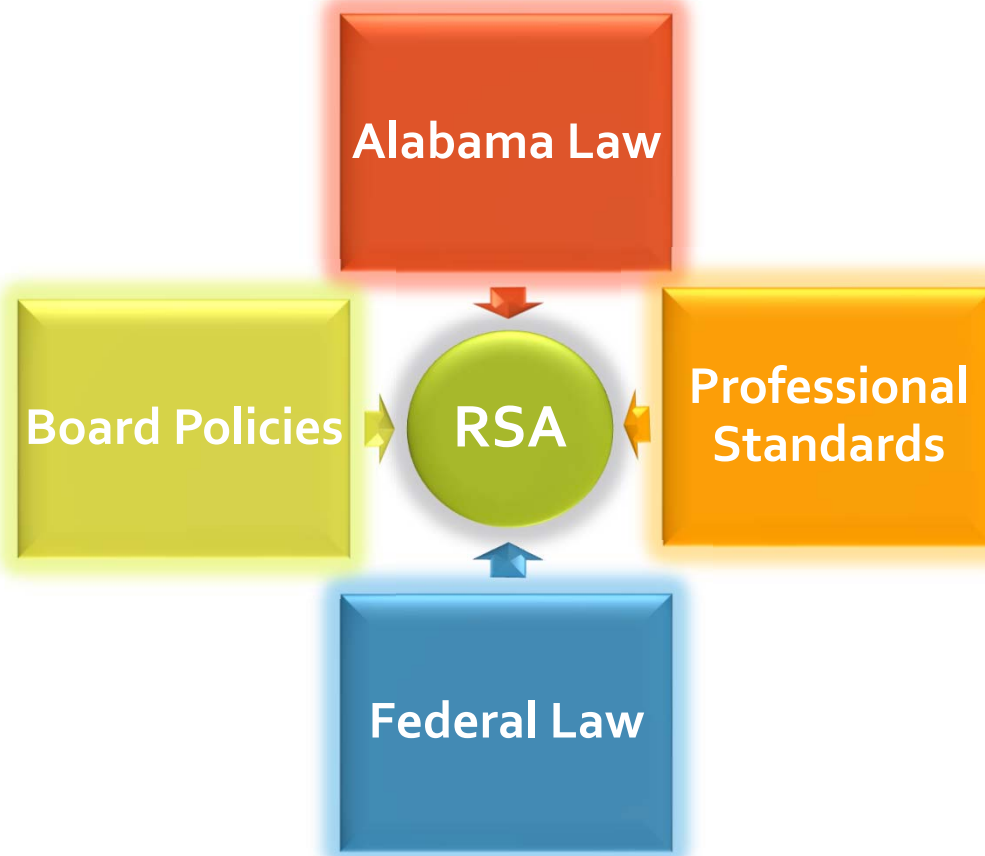 Alabama Law
Board Policies
RSA
Professional
Standards
Federal Law